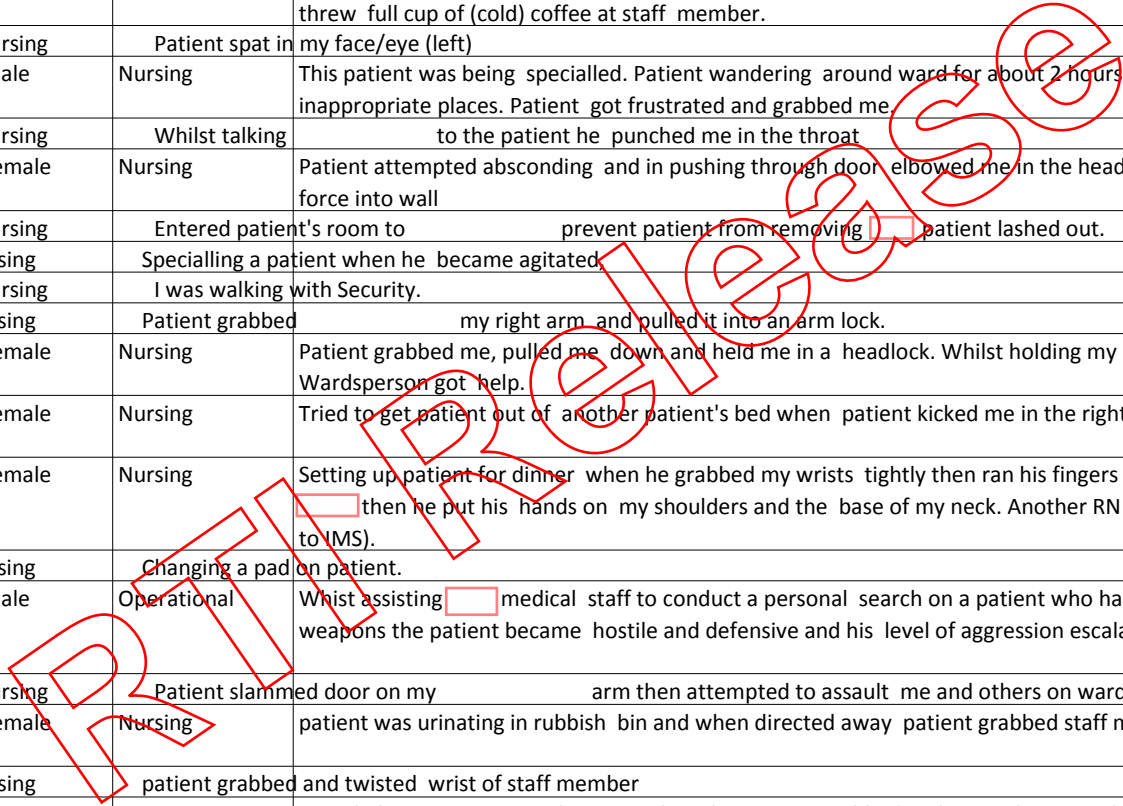 threw full cup of (cold) coffee at staff member.
rsing Patient spat in my face/eye (left)
ale Nursing This patient was being specialled. Patient wandering around ward for about 2 hours
inappropriate places. Patient got frustrated and grabbed me.
rsing Whilst talking to the patient he punched me in the throat
emale Nursing Patient attempted absconding and in pushing through door elbowed me in the head
force into wall
rsing Entered patient's room to prevent patient from removing patient lashed out.
sing Specialling a patient when he became agitated,
rsing I was walking with Security.
sing Patient grabbed my right arm and pulled it into an arm lock.
emale Nursing Patient grabbed me, pulled me down and held me in a headlock. Whilst holding my
Wardsperson got help.
emale Nursing Tried to get patient out of another patient's bed when patient kicked me in the right
emale Nursing Setting up patient for dinner when he grabbed my wrists tightly then ran his fingers
then he put his hands on my shoulders and the base of my neck. Another RN
to IMS).
sing Changing a pad on patient.
ale Operational Whist assisting medical staff to conduct a personal search on a patient who ha
weapons the patient became hostile and defensive and his level of aggression escala
rsing Patient slammed door on my arm then attempted to assault me and others on ward
emale Nursing patient was urinating in rubbish bin and when directed away patient grabbed staff m
sing patient grabbed and twisted wrist of staff member
RTI Release